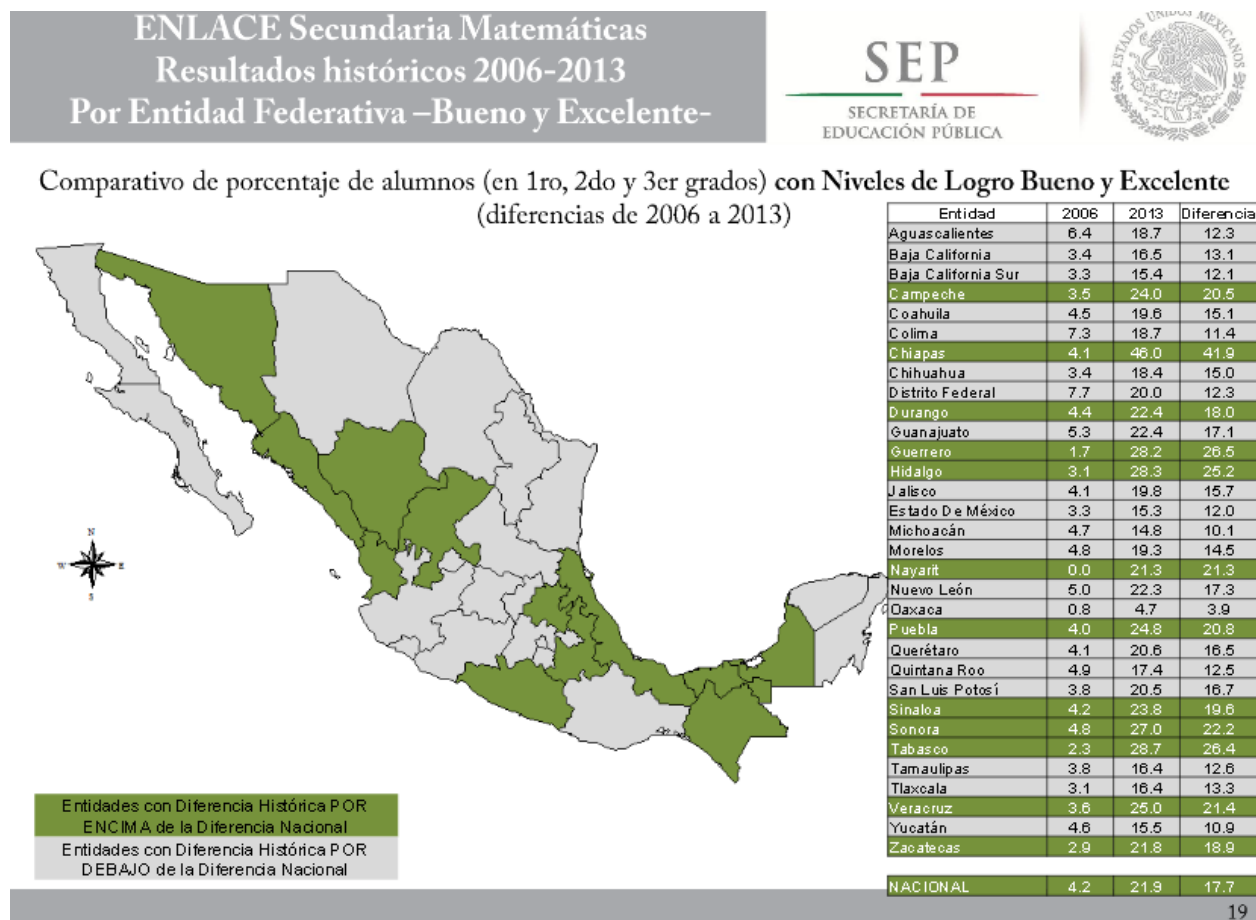 ENLACE Secundaria Matemáticas
Resultados históricos 2006-2013
Por Entidad Federativa –Bueno y Excelente-
SEP
SECRETARÍA DE
EDUCACIÓN PÚBLICA
ESTADOS UNIDOS MEXICANOS
Comparativo de porcentaje de alumnos (en 1ro, 2do y 3er grados) con Niveles de Logro Bueno y Excelente
(diferencias de 2006 a 2013)
Entidad 2006 2013 Diferencia
Aguascalientes 6.4 18.7 12.3
Baja California 3.4 16.5 13.1
Baja California Sur 3.3 15.4 12.1
Campeche 3.5 24.0 20.5
Coahuila 4.5 19.6 15.1
Colima 7.3 18.7 11.4
Chiapas 4.1 46.0 41.9
Chihuahua 3.4 18.4 15.0
Distrito Federal 7.7 20.0 12.3
Durango 4.4 22.4 18.0
Guanajuato 5.3 22.4 17.1
Guerrero 1.7 28.2 26.5
Hidalgo 3.1 28.3 25.2
Jalisco 4.1 19.8 15.7
Estado De México 3.3 15.3 12.0
Michoacán 4.7 14.8 10.1
Morelos 4.8 19.3 14.5
Nayarit 0.0 21.3 21.3
Nuevo León 5.0 22.3 17.3
Oaxaca 0.8 4.7 3.9
Puebla 4.0 24.8 20.8
Querétaro 4.1 20.6 16.5
Quintana Roo 4.9 17.4 12.5
San Luis Potosí 3.8 20.5 16.7
Sinaloa 4.2 23.8 19.6
Sonora 4.8 27.0 22.2
Tabasco 2.3 28.7 26.4
Tamaulipas 3.8 16.4 12.6
Tlaxcala 3.1 16.4 13.3
Veracruz 3.6 25.0 21.4
Yucatán 4.6 15.5 10.9
Zacatecas 2.9 21.8 18.9
NACIONAL 4.2 21.9 17.7
N
W E
S
Entidades con Diferencia Histórica POR
ENCIMA de la Diferencia Nacional
Entidades con Diferencia Histórica POR
DEBAJO de la Diferencia Nacional
19